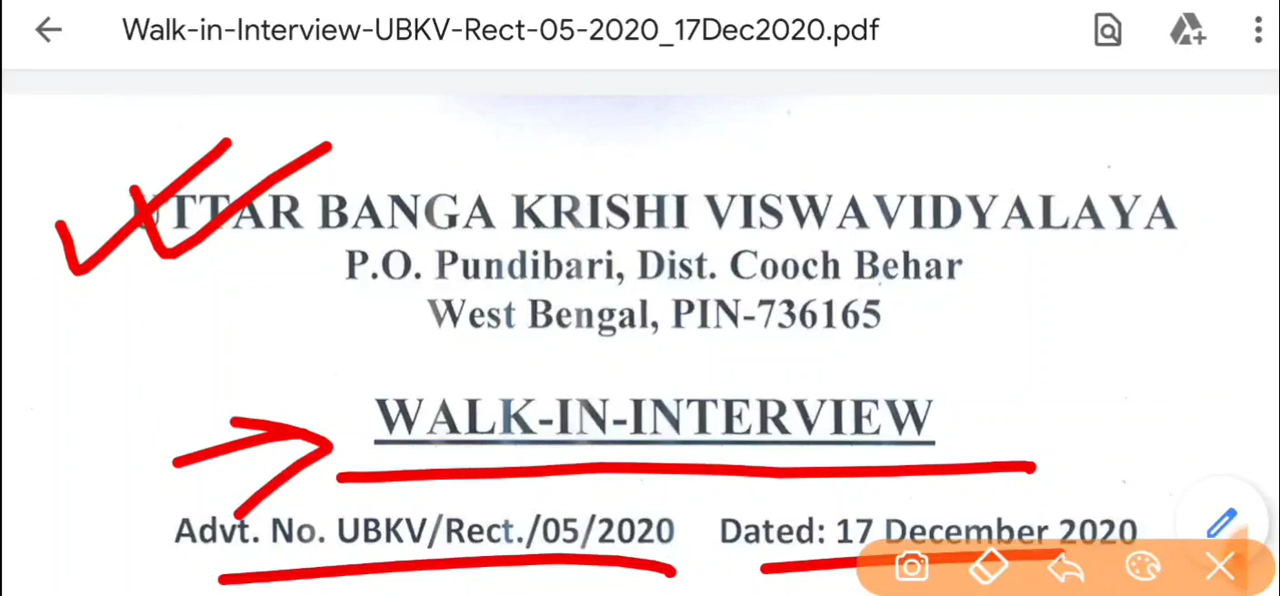 Walk-in-Interview-UBKV-Rect-05-2020_17Dec2020.pdf
UTTAR BANGA KRISHI VISWAVIDYALAYA
P.O. Pundibari, Dist. Cooch Behar
West Bengal, PIN-736165
WALK-IN-INTERVIEW
Advt. No. UBKV/Rect./05/2020 Dated: 17 December 2020